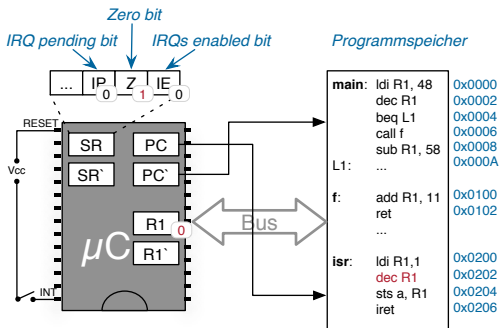 Zero bit
IRQ pending bit
IRQs enabled bit
Programmspeicher
... IP Z IE
0 1 0
RESET
SR PC
SR` PC`
Vcc
R1 0
µC
R1`
Bus
INT
main: ldi R1, 48 0x0000
dec R1 0x0002
beq L1 0x0004
call f 0x0006
sub R1, 58 0x0008
L1: ... 0x000A
f: add R1, 11 0x0100
ret 0x0102
...
isr: ldi R1,1 0x0200
dec R1 0x0202
sts a, R1 0x0204
iret 0x0206